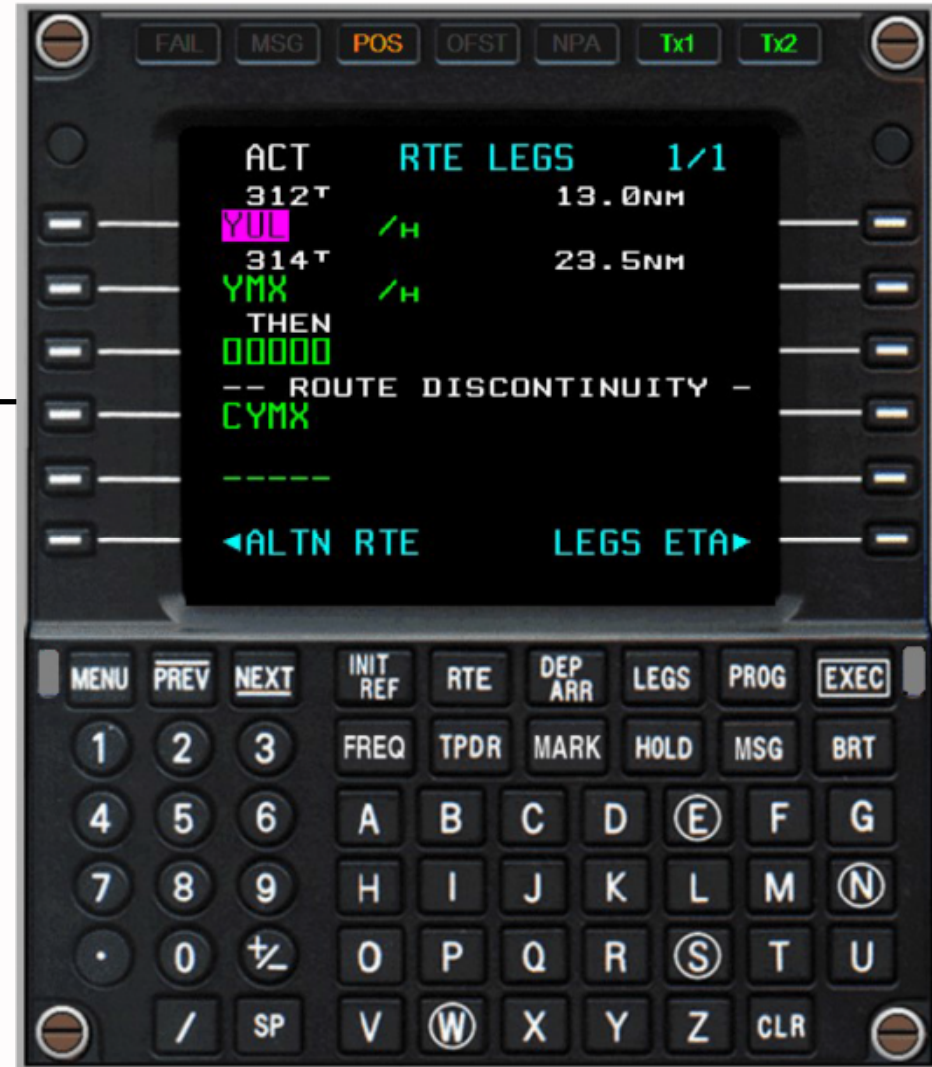 FAIL MSG POS OFST NPA Tx1 Tx2
ACT RTE LEGS 1/1
312T 13.0NM
YUL /H
314T 23.5NM
YMX /H
THEN
□□□□□
-- ROUTE DISCONTINUITY -
CYMX
-----
◄ALTN RTE LEGS ETA►
MENU PREV NEXT INIT REF RTE DEP ARR LEGS PROG EXEC
1 2 3 FREQ TPDR MARK HOLD MSG BRT
4 5 6 A B C D E F G
7 8 9 H I J K L M N
· 0 +/- O P Q R S T U
/ SP V W X Y Z CLR